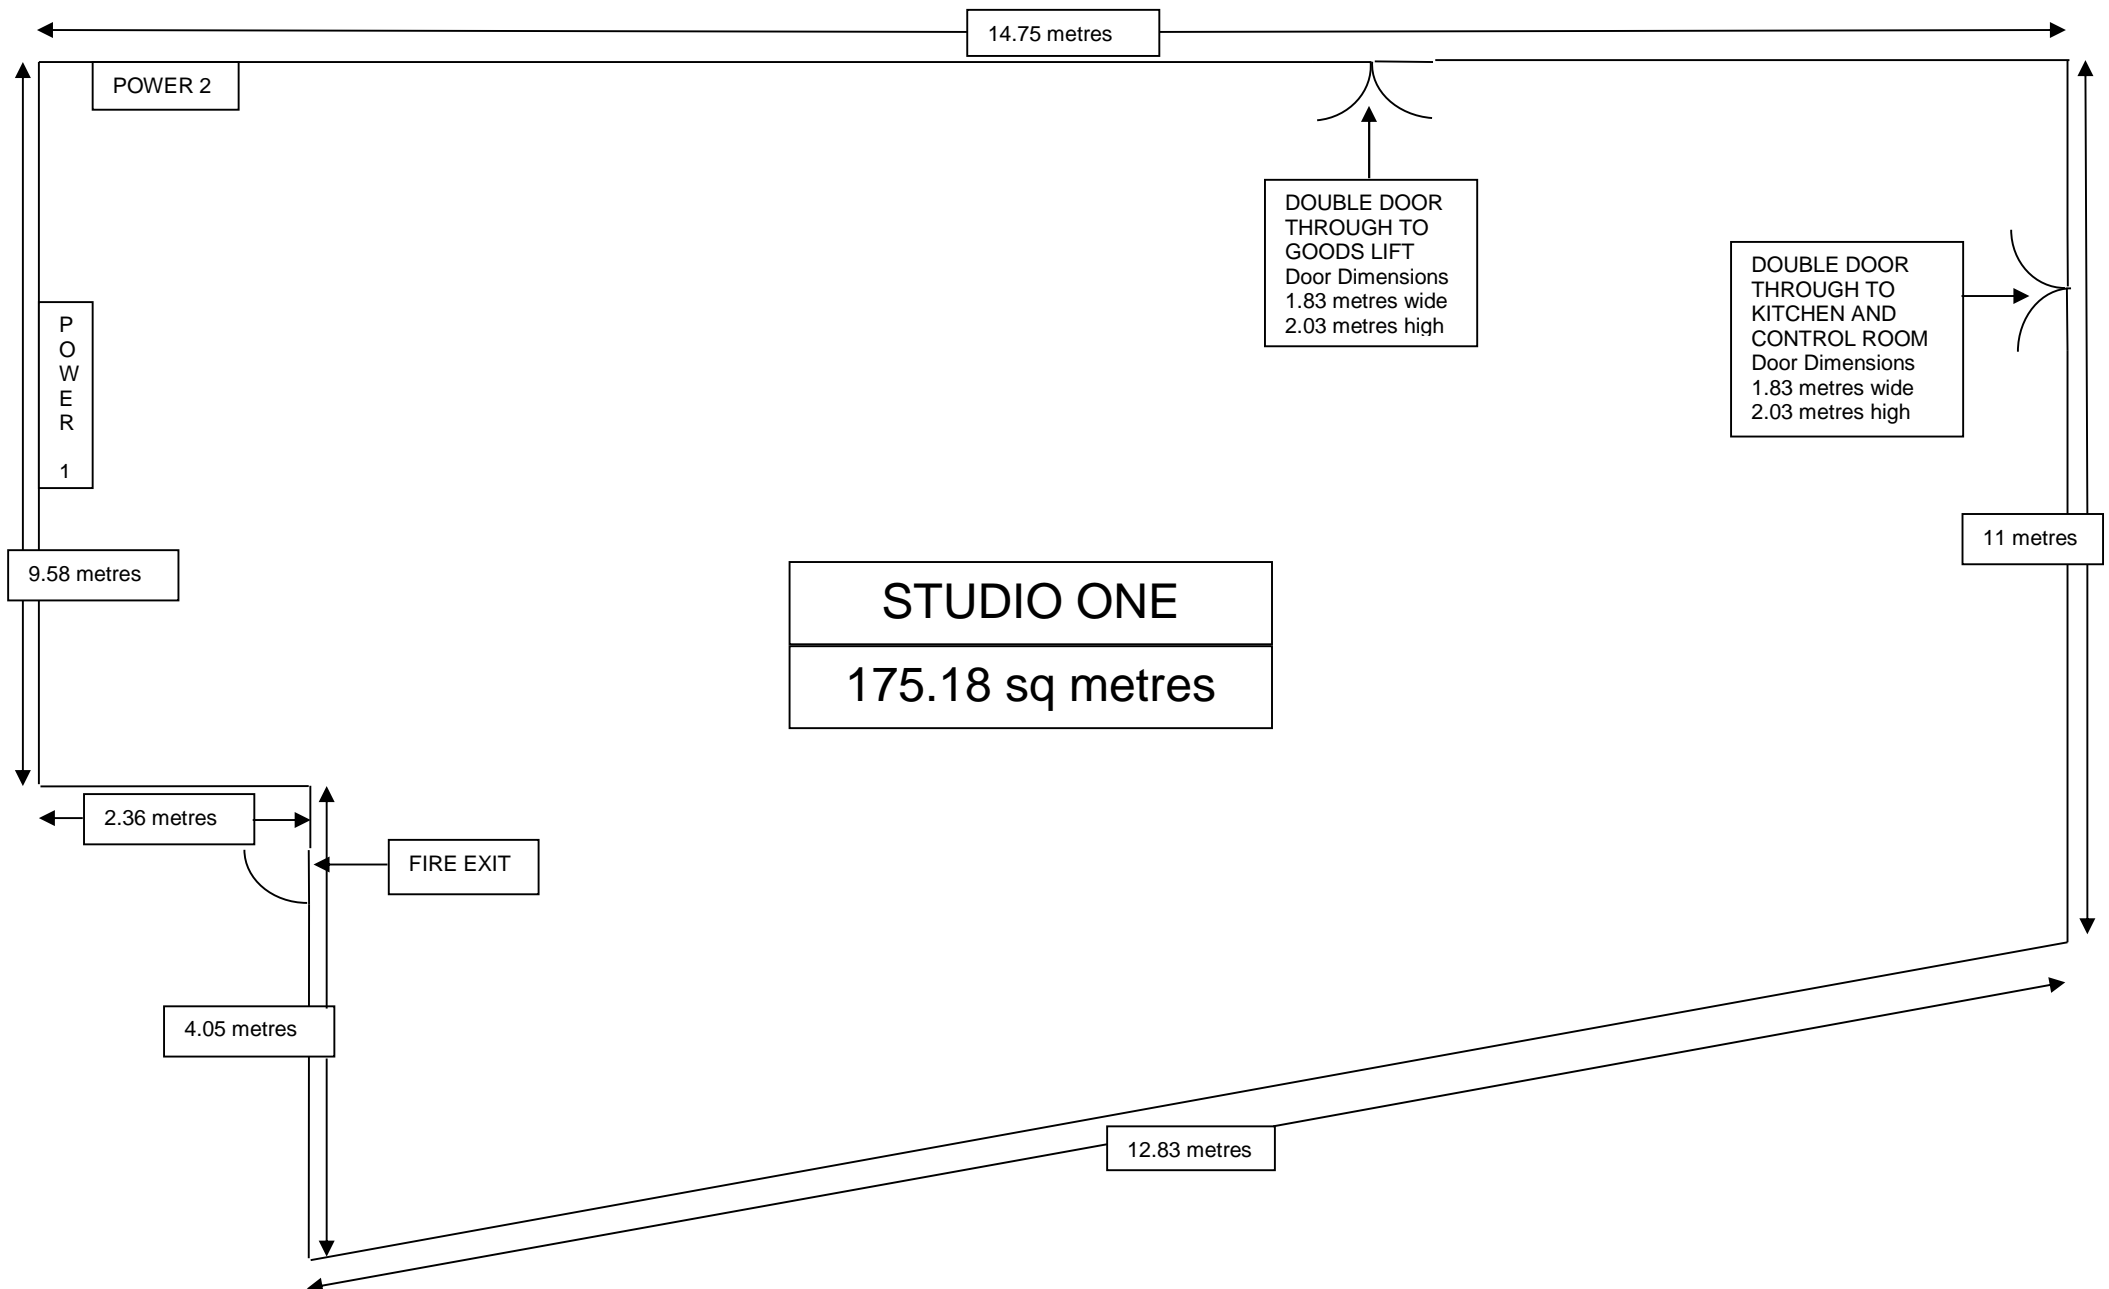 14.75 metres
POWER 2
DOUBLE DOOR
THROUGH TO
GOODS LIFT
Door Dimensions
1.83 metres wide
2.03 metres high
DOUBLE DOOR
THROUGH TO
KITCHEN AND
CONTROL ROOM
Door Dimensions
1.83 metres wide
2.03 metres high
P
O
W
E
R
1
11 metres
9.58 metres
STUDIO ONE
175.18 sq metres
2.36 metres
FIRE EXIT
4.05 metres
12.83 metres